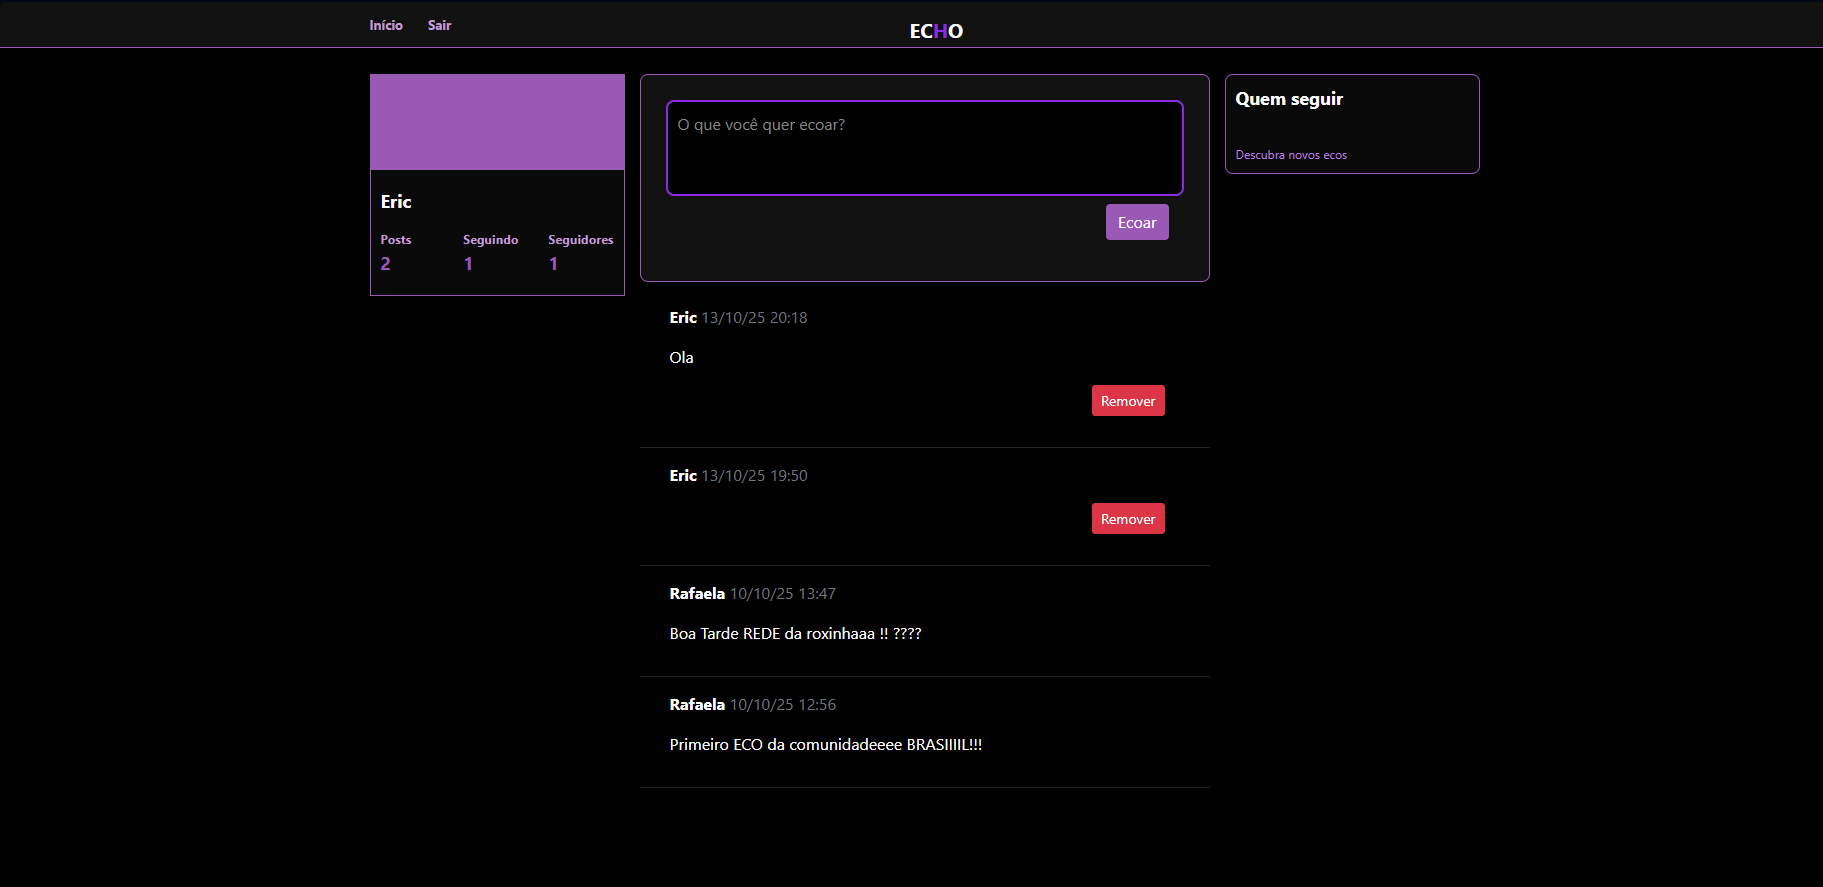 Início Sair ECHO
Eric
Posts Seguindo Seguidores
2 1 1
O que você quer ecoar?
Ecoar
Eric 13/10/25 20:18
Ola
Remover
Eric 13/10/25 19:50
Remover
Rafaela 10/10/25 13:47
Boa Tarde REDE da roxinhaaa !! ????
Rafaela 10/10/25 12:56
Primeiro ECO da comunidadeeee BRASIIIIL!!!
Quem seguir
Descubra novos ecos